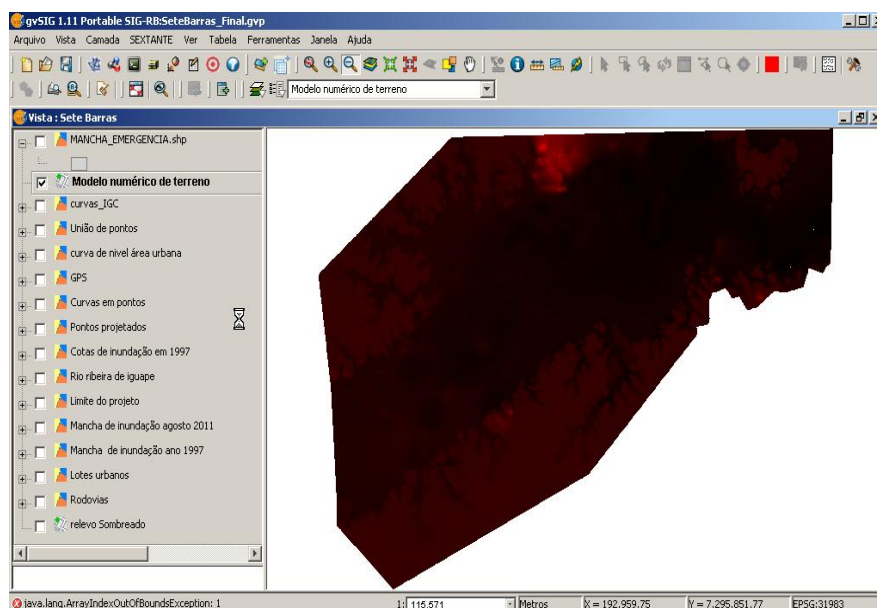 gvSIG 1.11 Portable SIG-RB:SeteBarras_Final.gvp
Arquivo Vista Camada SEXTANTE Ver Tabela Ferramentas Janela Ajuda
Modelo numérico de terreno
Vista : Sete Barras
MANCHA_EMERGENCIA.shp
Modelo numérico de terreno
curvas_IGC
União de pontos
curva de nivel área urbana
GPS
Curvas em pontos
Pontos projetados
Cotas de inundação em 1997
Rio ribeira de iguape
Limite do projeto
Mancha de inundação agosto 2011
Mancha de inundação ano 1997
Lotes urbanos
Rodovias
relevo Sombreado
java.lang.ArrayIndexOutOfBoundsException: 1 1: 115.571 Metros X = 192.959.75 Y = 7.295.851.77 EPSG:31983